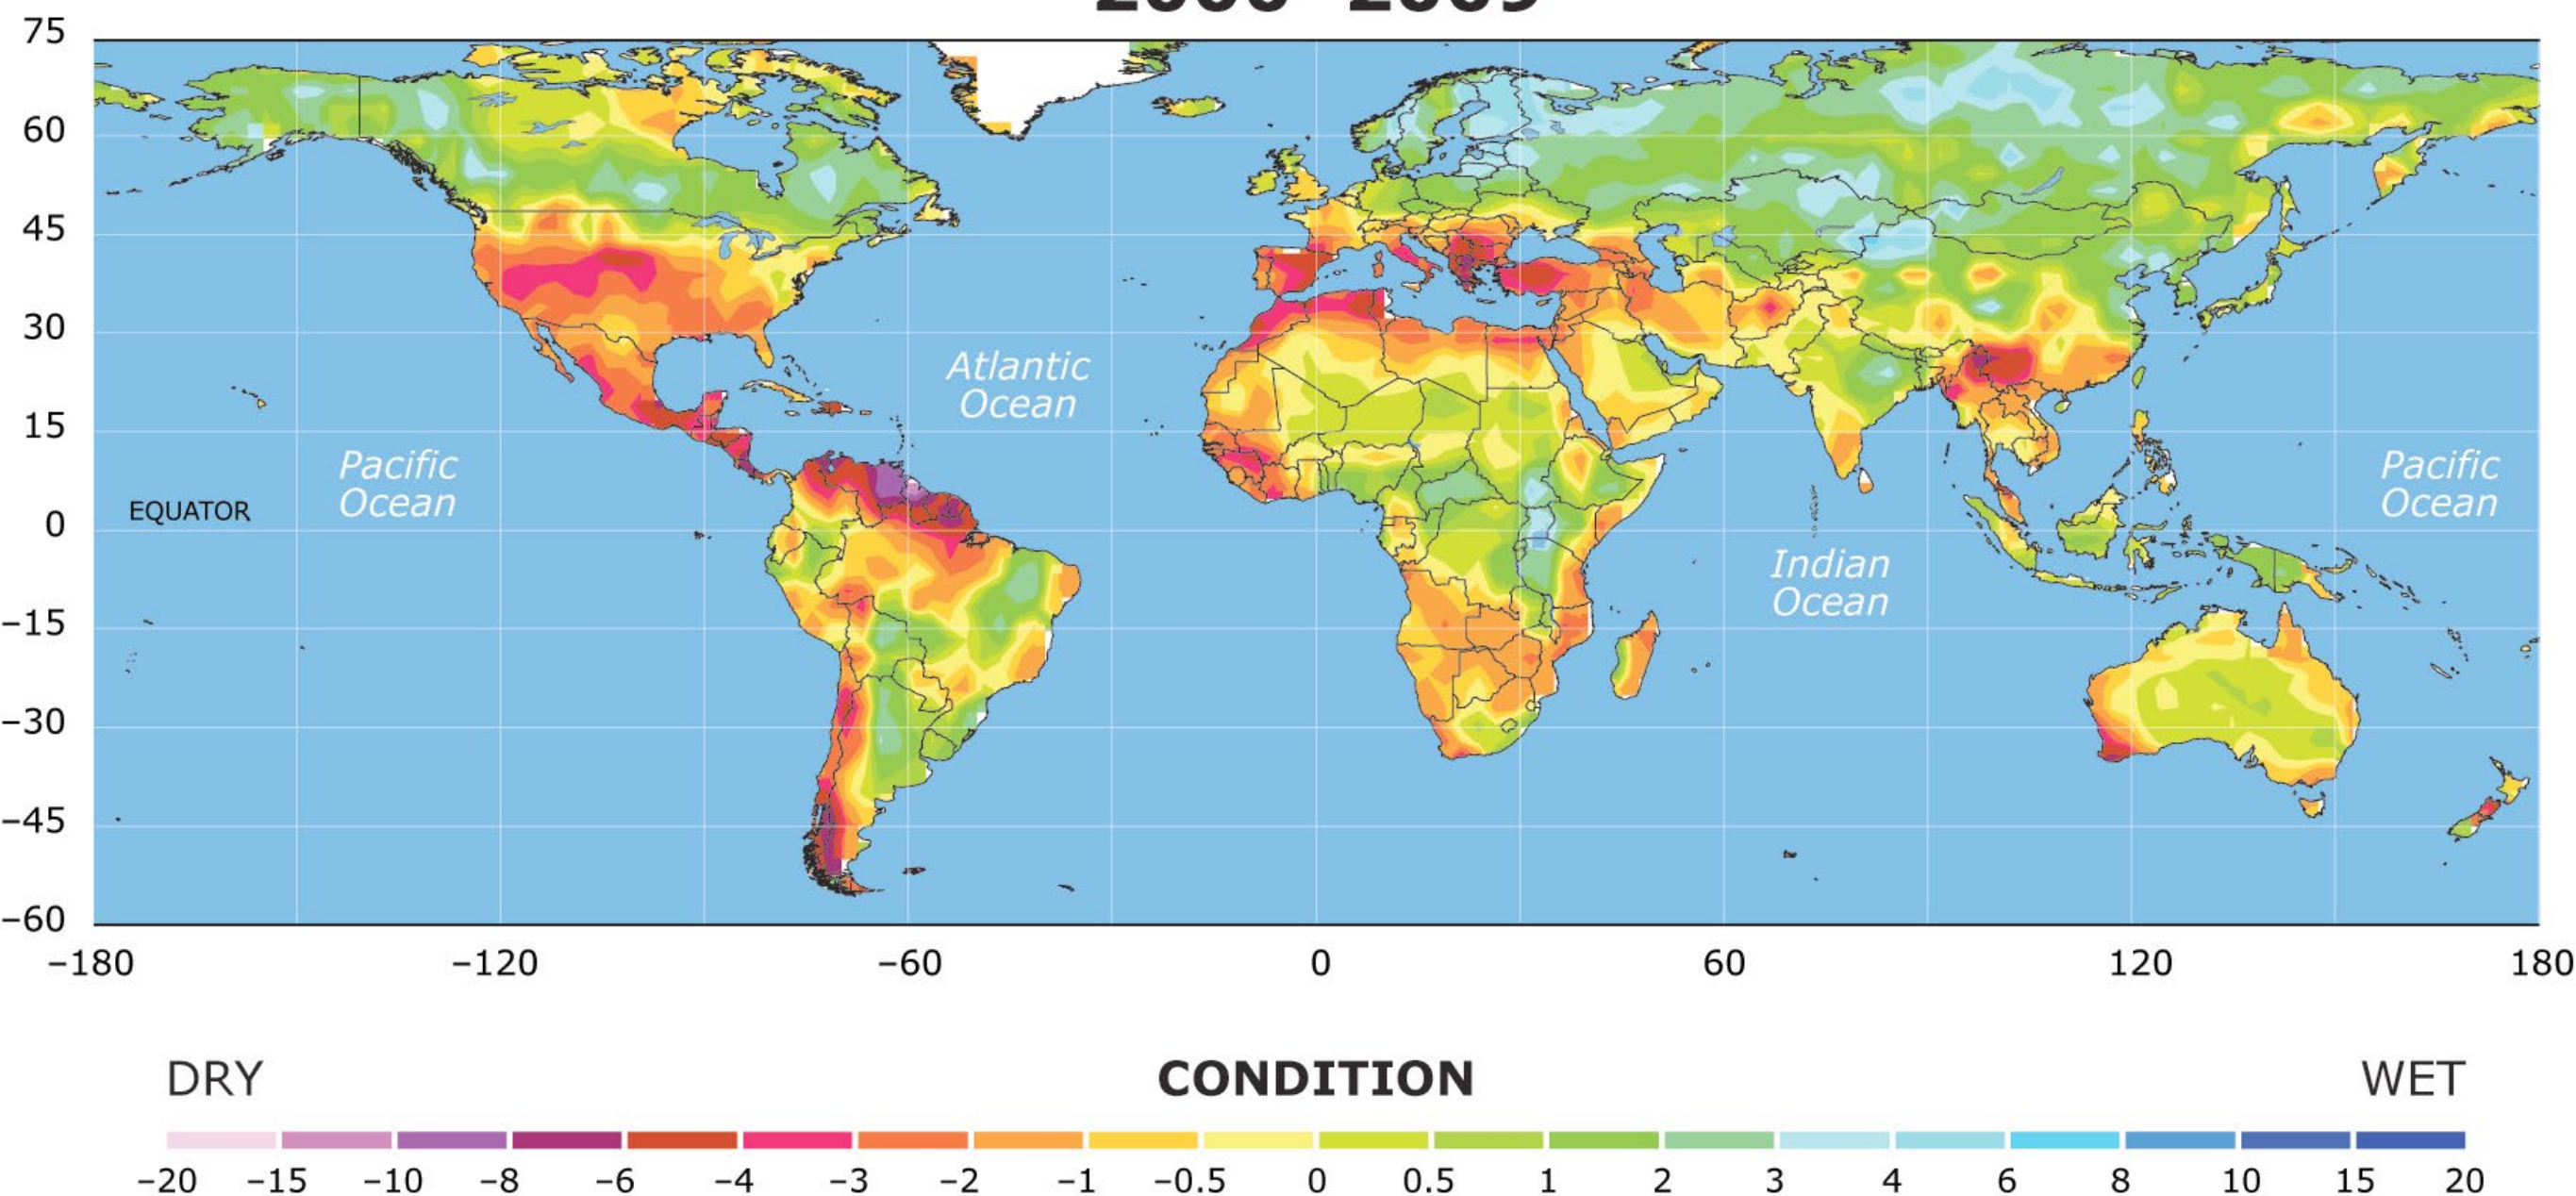 75
60
45
30
15
0
−15
−30
−45
−60
Atlantic
Ocean
Pacific
Ocean
EQUATOR
Pacific
Ocean
Indian
Ocean
−180 −120 −60 0 60 120 180
DRY CONDITION WET
−20 −15 −10 −8 −6 −4 −3 −2 −1 −0.5 0 0.5 1 2 3 4 6 8 10 15 20